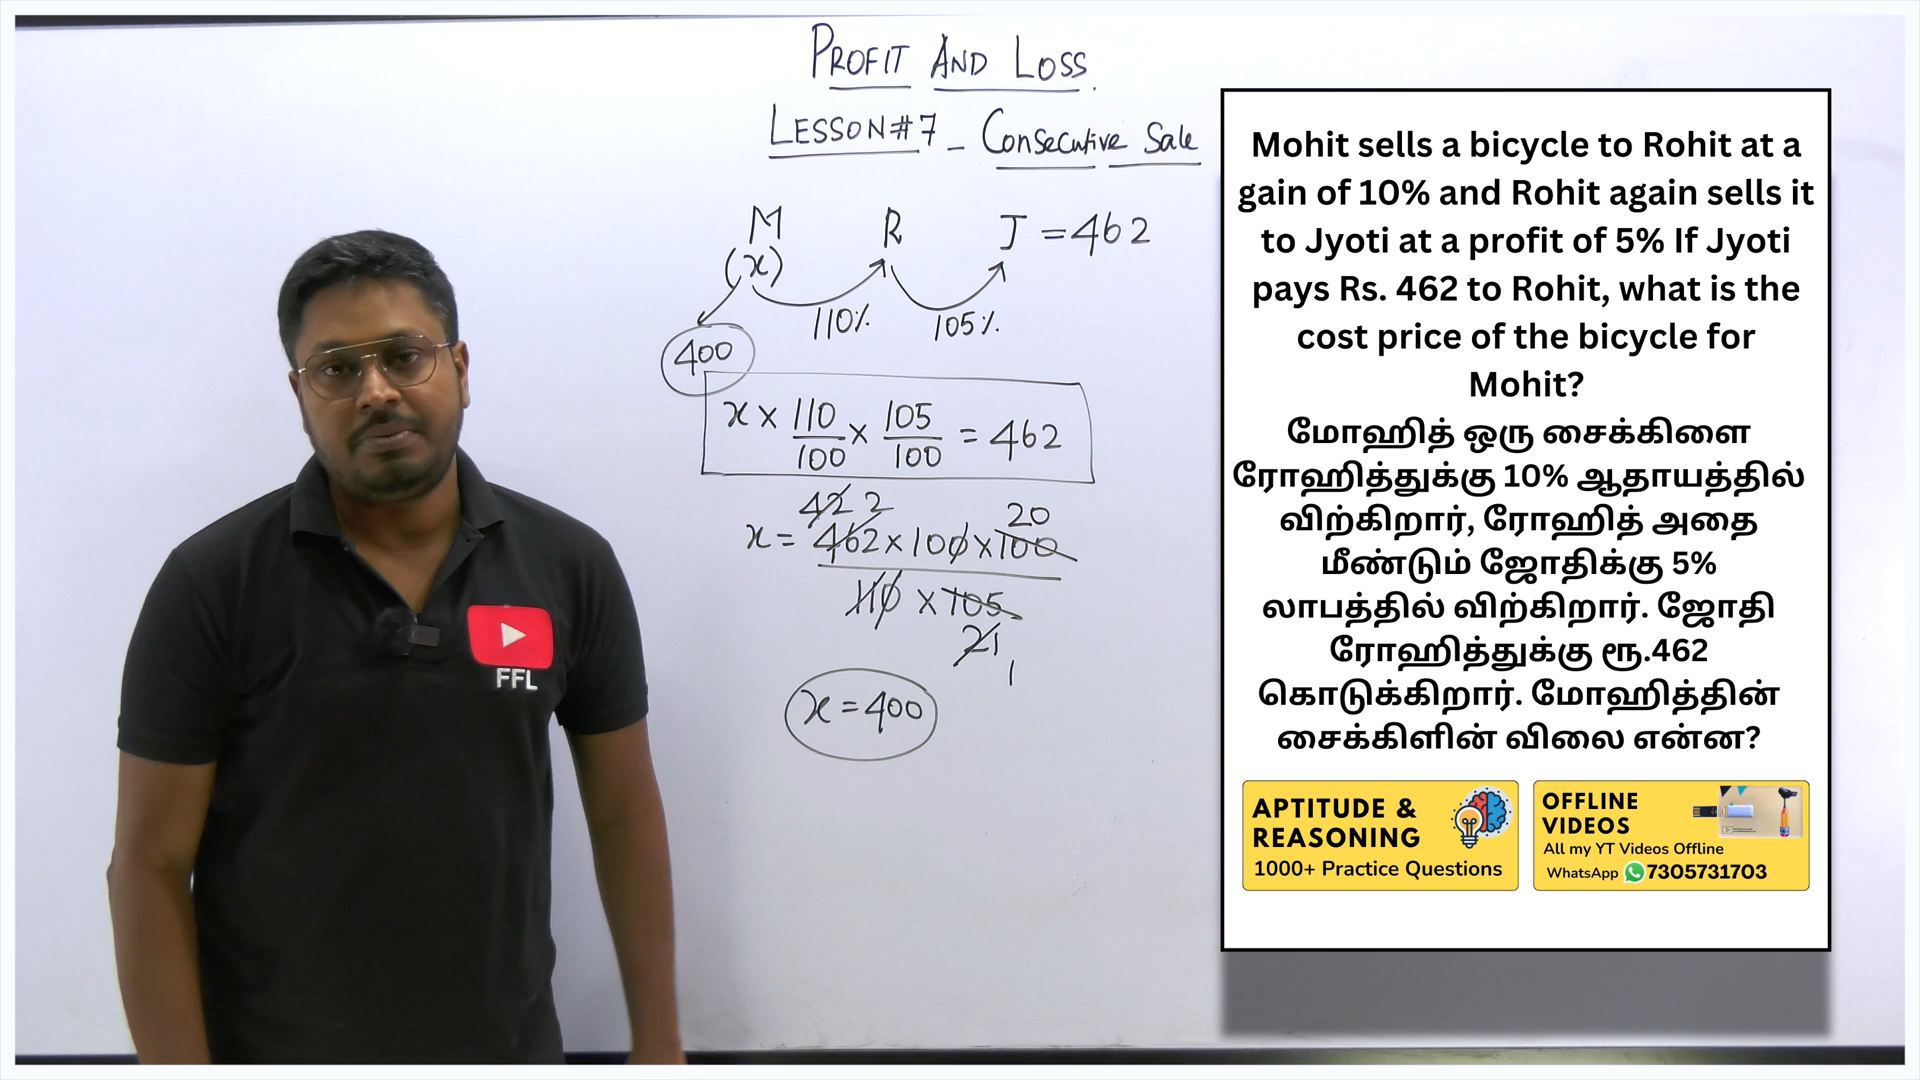 PROFIT AND LOSS.
LESSON#7 - Consecutive Sale
M R J = 462
(x)
110% 105%
400
x × 110/100 × 105/100 = 462
42 2 20
x = 462 × 100 × 100
110 × 105
21
1
x = 400
FFL
Mohit sells a bicycle to Rohit at a
gain of 10% and Rohit again sells it
to Jyoti at a profit of 5% If Jyoti
pays Rs. 462 to Rohit, what is the
cost price of the bicycle for
Mohit?
மோஹித் ஒரு சைக்கிளை
ரோஹித்துக்கு 10% ஆதாயத்தில்
விற்கிறார், ரோஹித் அதை
மீண்டும் ஜோதிக்கு 5%
லாபத்தில் விற்கிறார். ஜோதி
ரோஹித்துக்கு ரூ.462
கொடுக்கிறார். மோஹித்தின்
சைக்கிளின் விலை என்ன?
APTITUDE &
REASONING
1000+ Practice Questions
OFFLINE
VIDEOS
All my YT Videos Offline
WhatsApp 7305731703